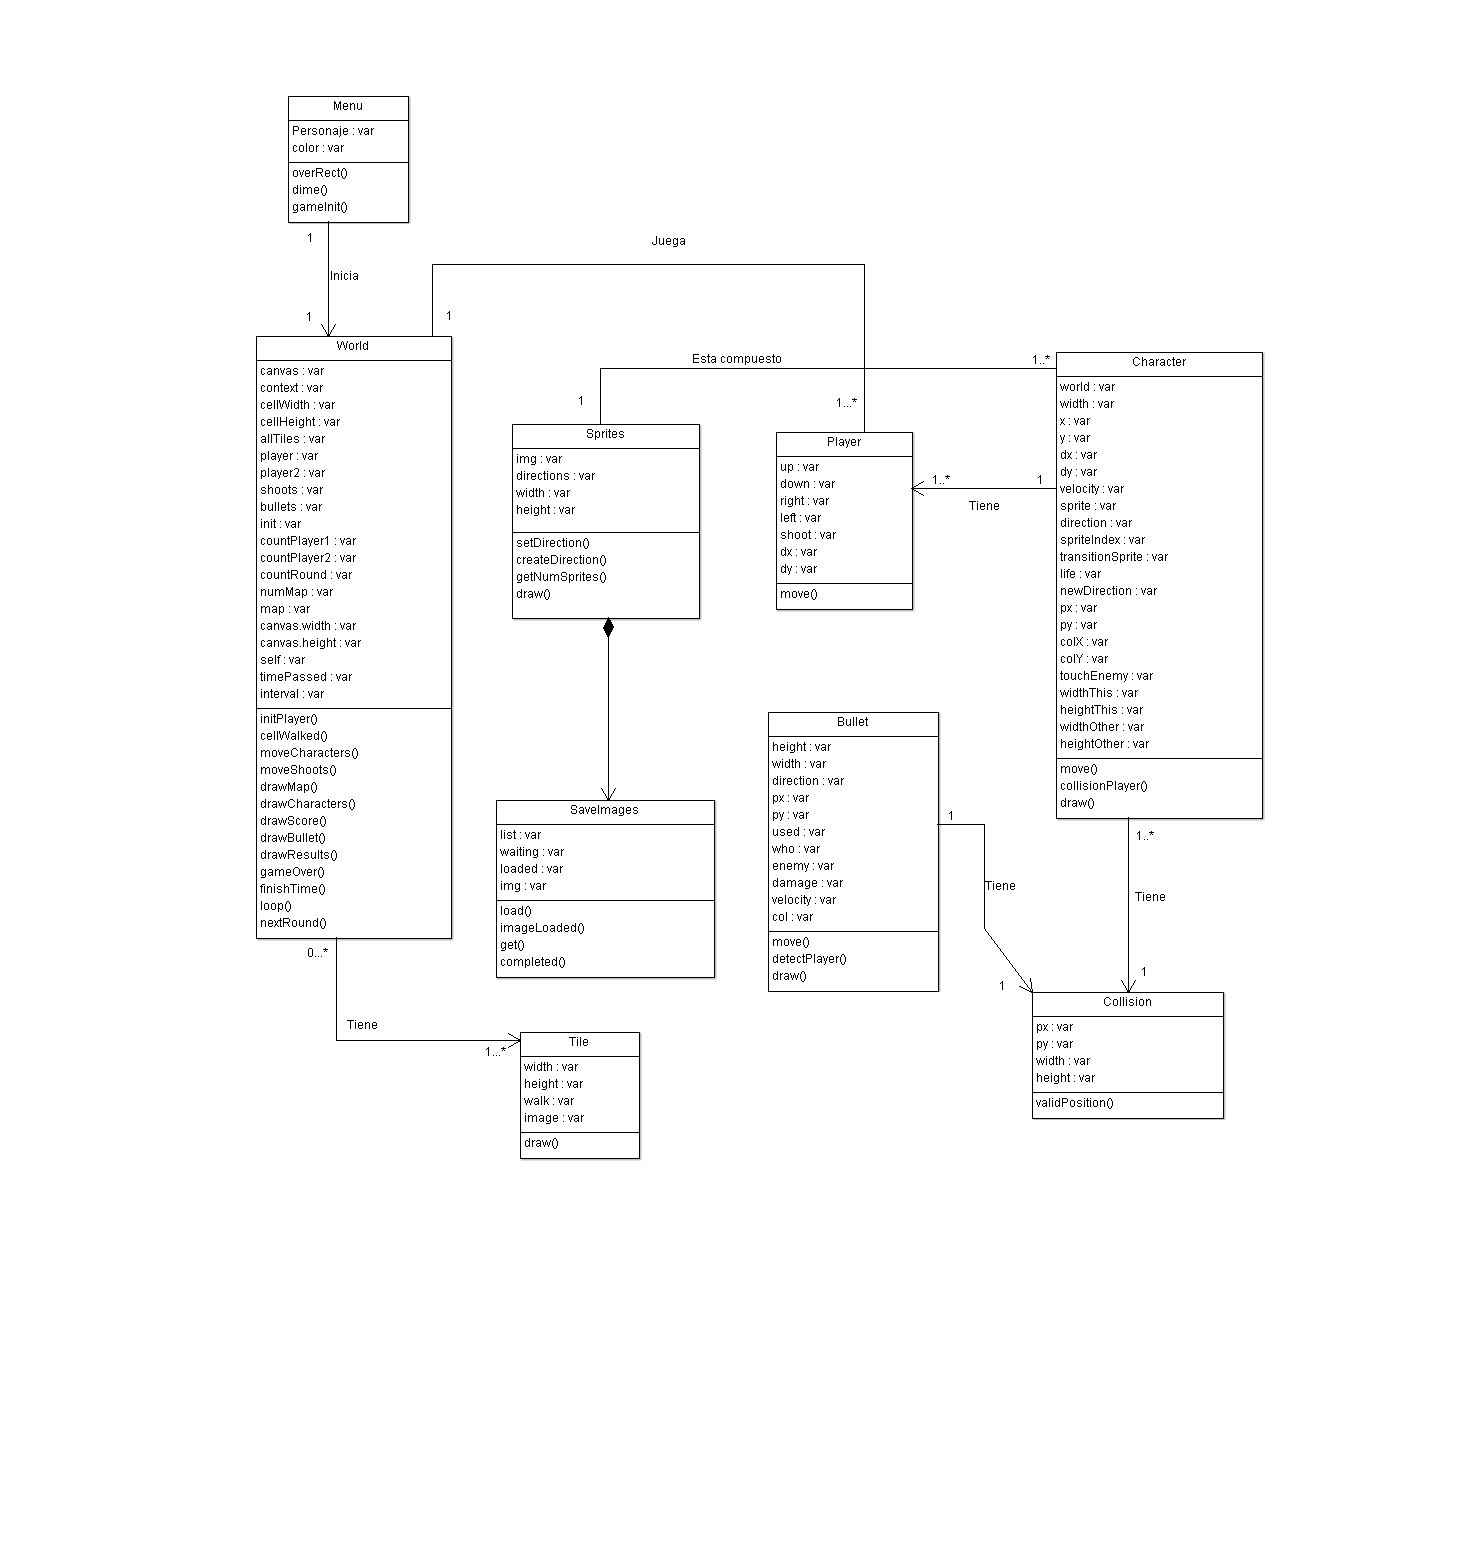 Menu
Personaje : var
color : var
overRect()
dime()
gameInit()
1
Inicia
1
Juega
1
1...*
World
canvas : var
context : var
cellWidth : var
cellHeight : var
allTiles : var
player : var
player2 : var
shoots : var
bullets : var
init : var
countPlayer1 : var
countPlayer2 : var
countRound : var
numMap : var
map : var
canvas.width : var
canvas.height : var
self : var
timePassed : var
interval : var
initPlayer()
cellWalked()
moveCharacters()
moveShoots()
drawMap()
drawCharacters()
drawScore()
drawBullet()
drawResults()
gameOver()
finishTime()
loop()
nextRound()
0...*
Tiene
1...*
Esta compuesto
1..*
1
Sprites
img : var
directions : var
width : var
height : var
setDirection()
createDirection()
getNumSprites()
draw()
SaveImages
list : var
waiting : var
loaded : var
img : var
load()
imageLoaded()
get()
completed()
Tile
width : var
height : var
walk : var
image : var
draw()
Player
up : var
down : var
right : var
left : var
shoot : var
dx : var
dy : var
move()
1..*
1
Tiene
Character
world : var
width : var
x : var
y : var
dx : var
dy : var
velocity : var
sprite : var
direction : var
spriteIndex : var
transitionSprite : var
life : var
newDirection : var
px : var
py : var
colX : var
colY : var
touchEnemy : var
widthThis : var
heightThis : var
widthOther : var
heightOther : var
move()
collisionPlayer()
draw()
Bullet
height : var
width : var
direction : var
px : var
py : var
used : var
who : var
enemy : var
damage : var
velocity : var
col : var
move()
detectPlayer()
draw()
1
Tiene
1
1..*
Tiene
1
Collision
px : var
py : var
width : var
height : var
validPosition()